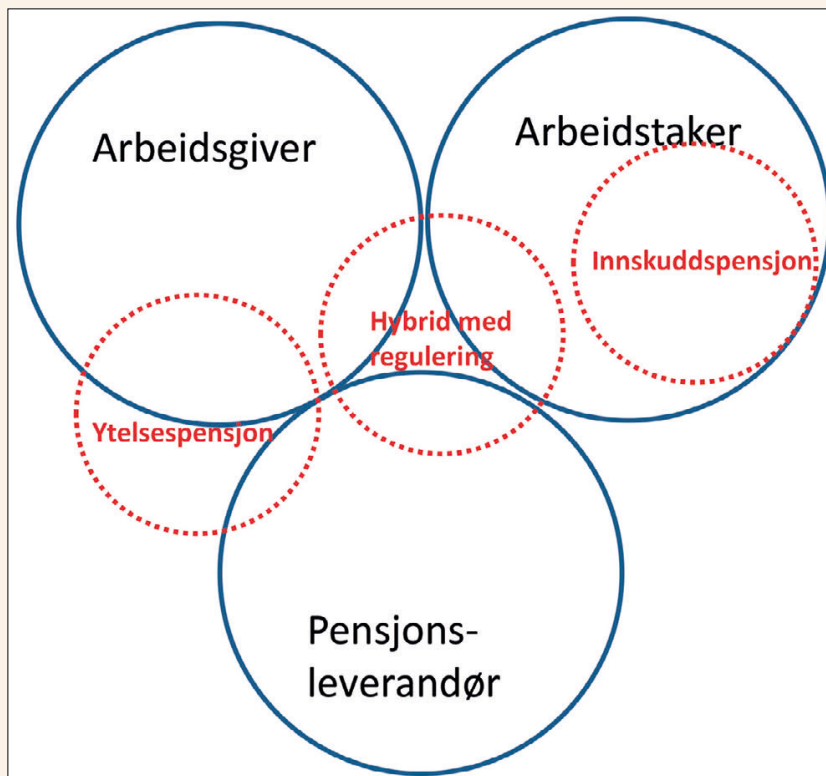 Arbeidsgiver
Arbeidstaker
Innskuddspensjon
Hybrid med
regulering
Ytelsespensjon
Pensjons-
leverandør